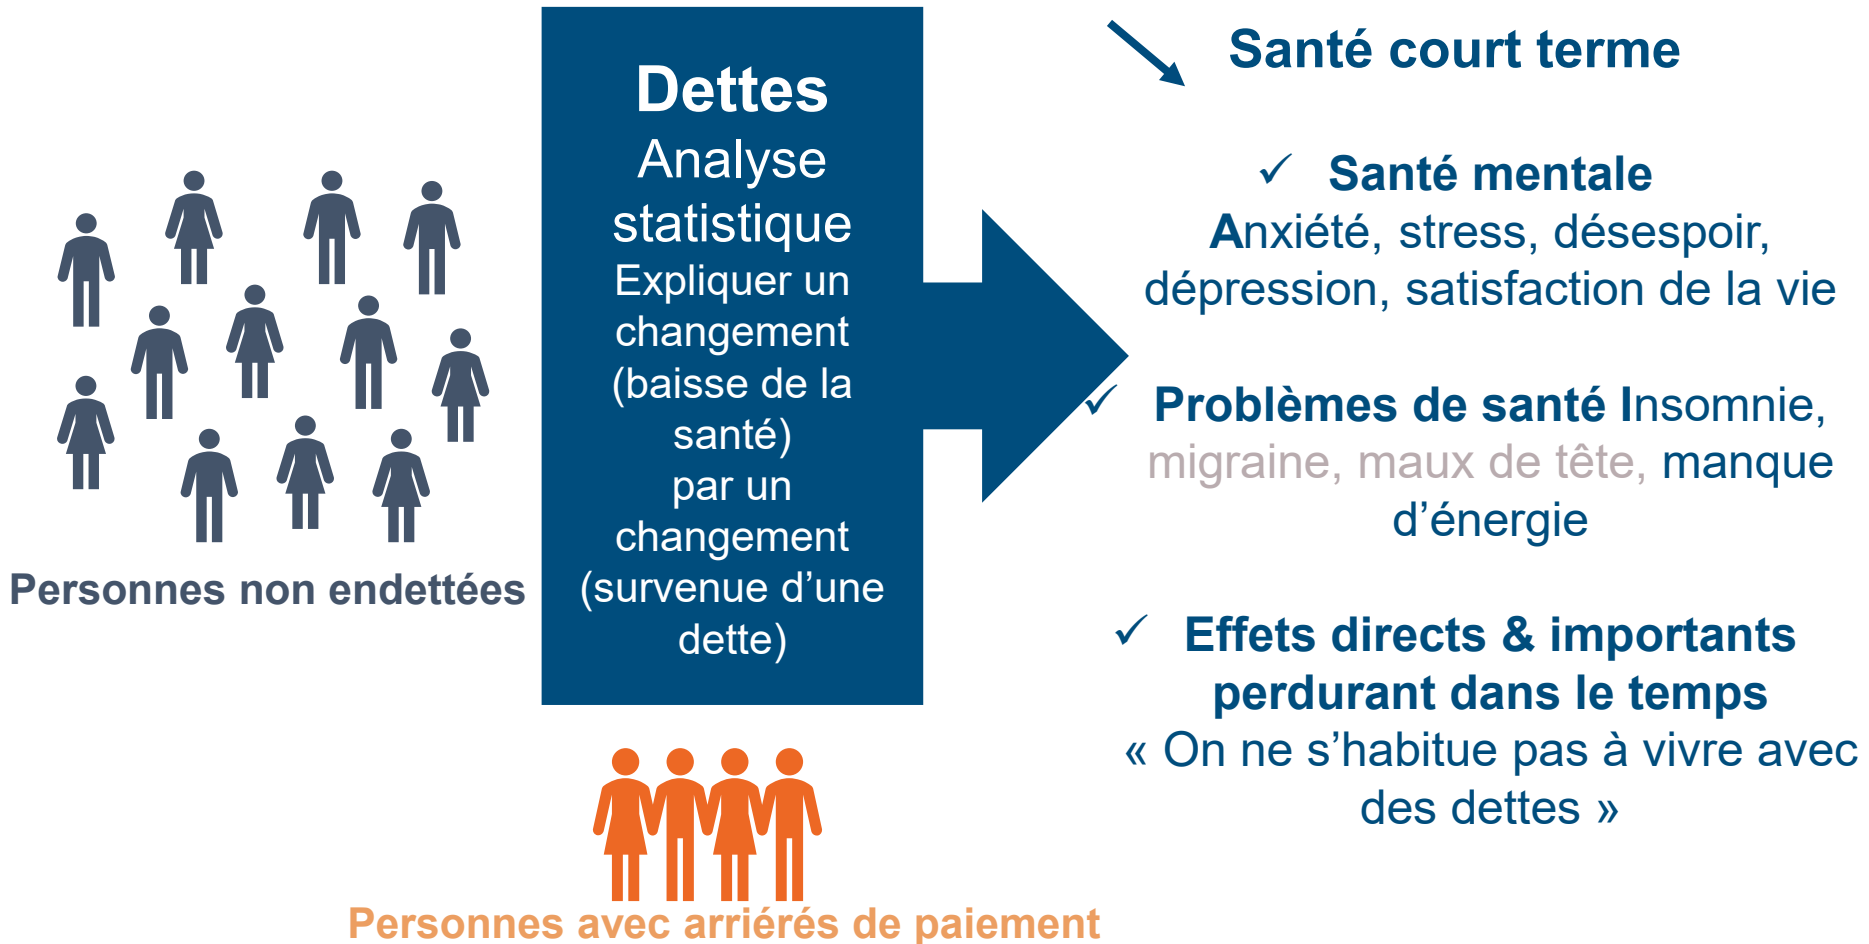 Dettes
Analyse
statistique
Expliquer un
changement
(baisse de la
santé)
par un
changement
(survenue d’une
dette)
Personnes non endettées
Personnes avec arriérés de paiement
Santé court terme
✓ Santé mentale
Anxiété, stress, désespoir,
dépression, satisfaction de la vie
✓ Problèmes de santé Insomnie,
migraine, maux de tête, manque
d’énergie
✓ Effets directs & importants
perdurant dans le temps
« On ne s’habitue pas à vivre avec
des dettes »